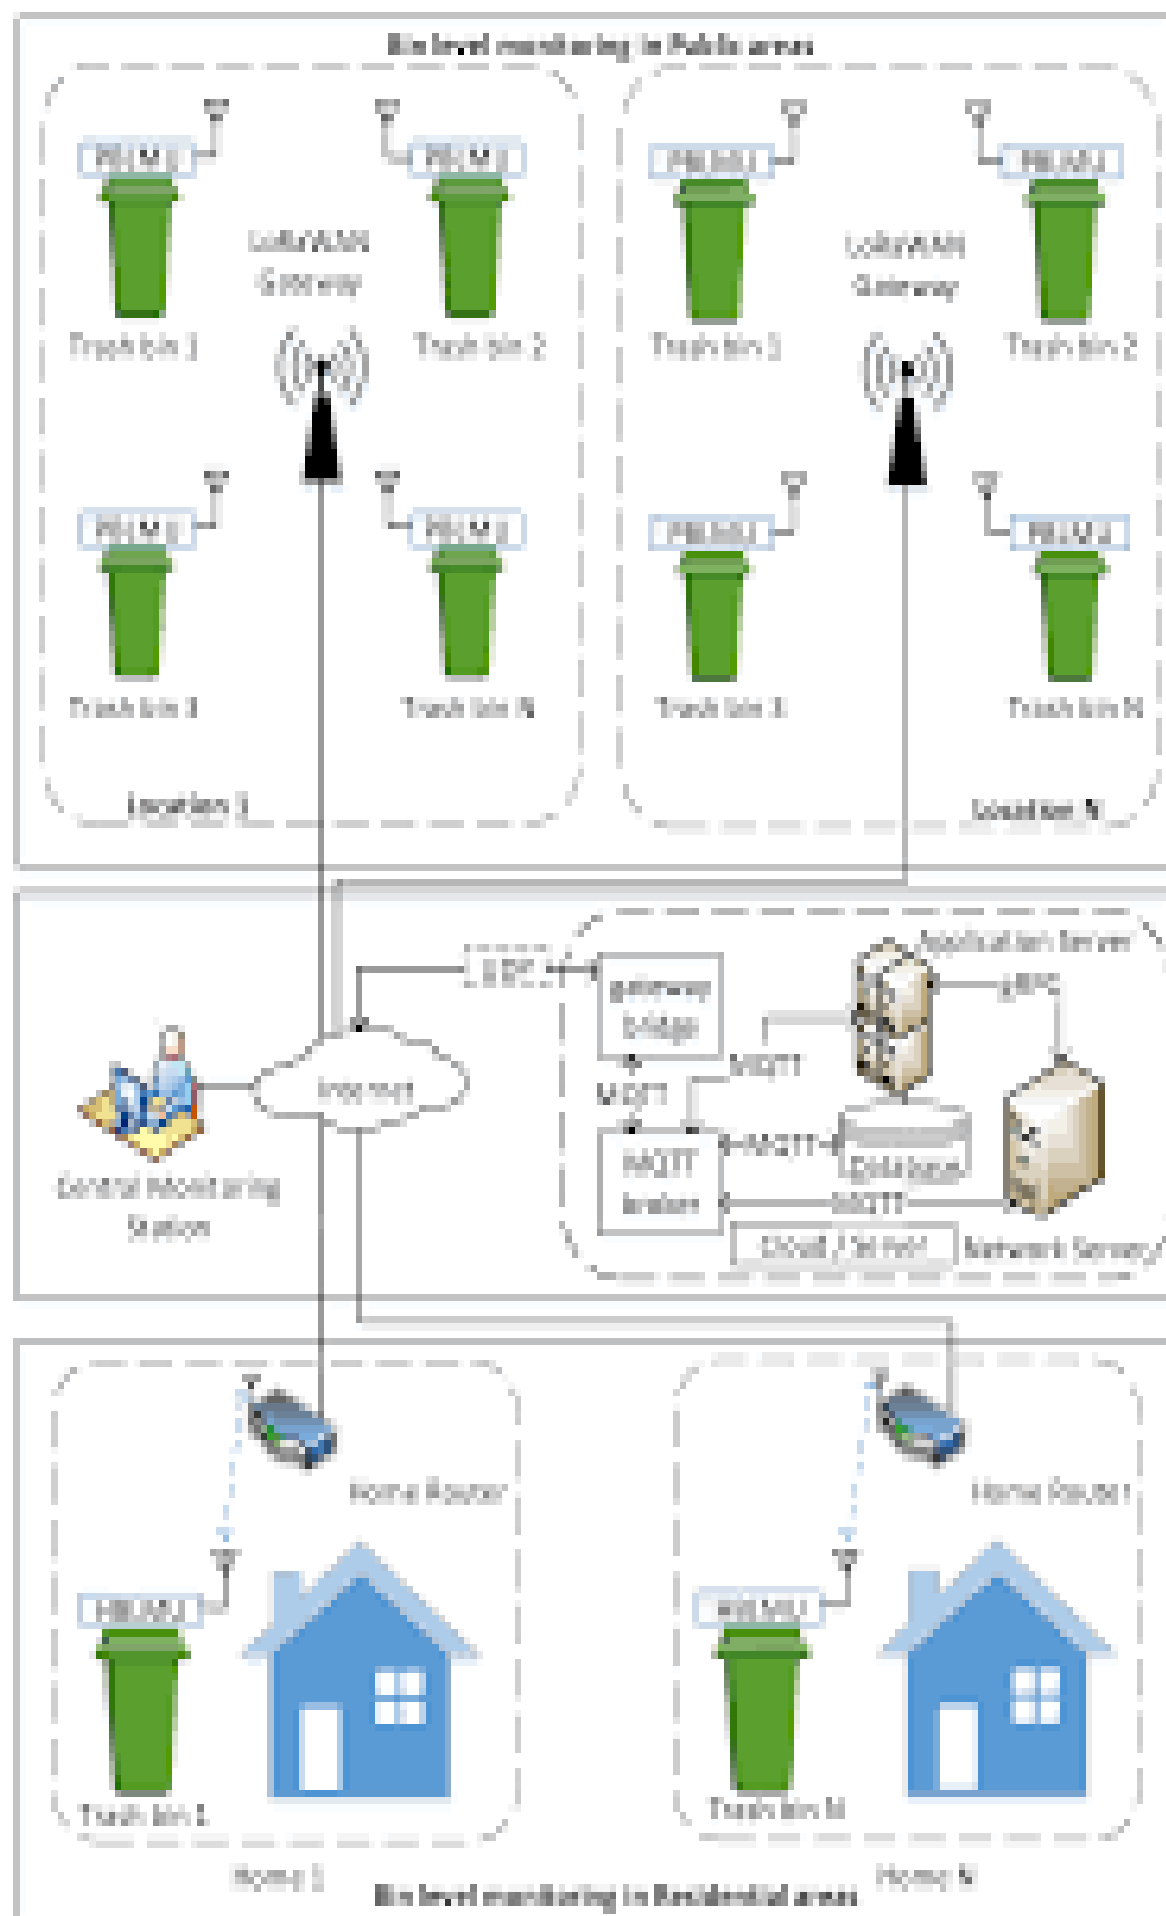 Bin level monitoring in Public areas
PBLMU
PBLMU
PBLMU
PBLMU
LoRaWAN
Gateway
LoRaWAN
Gateway
Trash bin 1
Trash bin 2
Trash bin 1
Trash bin 2
PBLMU
PBLMU
PBLMU
PBLMU
Trash bin 3
Trash bin N
Trash bin 3
Trash bin N
Location 1
Location N
Application Server
UDP
gateway
bridge
gRPC
MQTT
Internet
MQTT
MQTT
broker
MQTT
Database
MQTT
Central Monitoring
Station
Cloud / Server
Network Server
Home Router
Home Router
HBLMU
HBLMU
Trash bin 1
Trash bin N
Home 1
Home N
Bin level monitoring in Residential areas